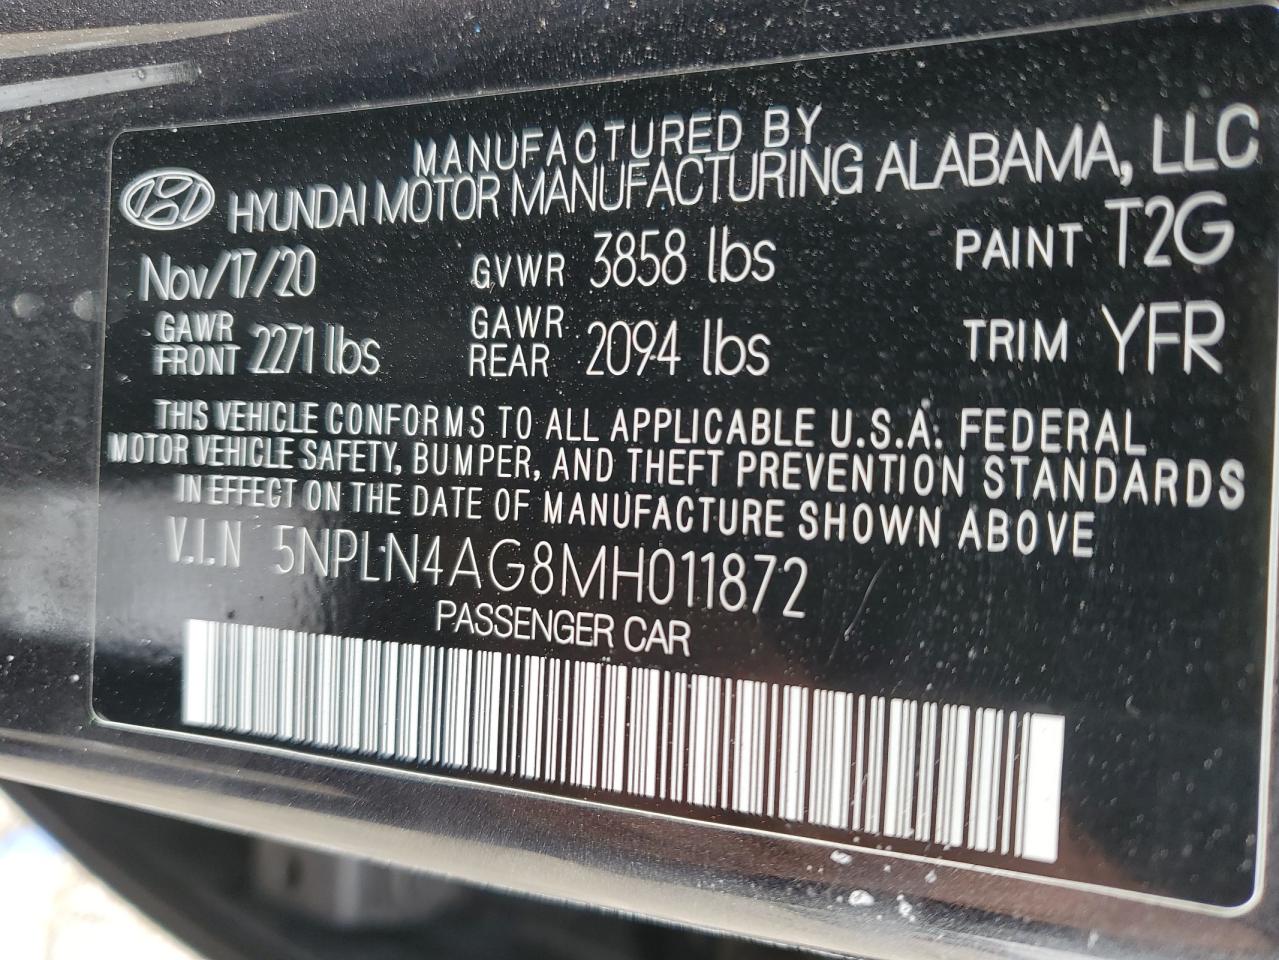 MANUFACTURED BY
HYUNDAI MOTOR MANUFACTURING ALABAMA, LLC
Nov/17/20 GVWR 3858 lbs PAINT T2G
GAWR FRONT 2271 lbs GAWR REAR 2094 lbs TRIM YFR
THIS VEHICLE CONFORMS TO ALL APPLICABLE U.S.A. FEDERAL
MOTOR VEHICLE SAFETY, BUMPER, AND THEFT PREVENTION STANDARDS
IN EFFECT ON THE DATE OF MANUFACTURE SHOWN ABOVE
V.I.N 5NPLN4AG8MH011872
PASSENGER CAR